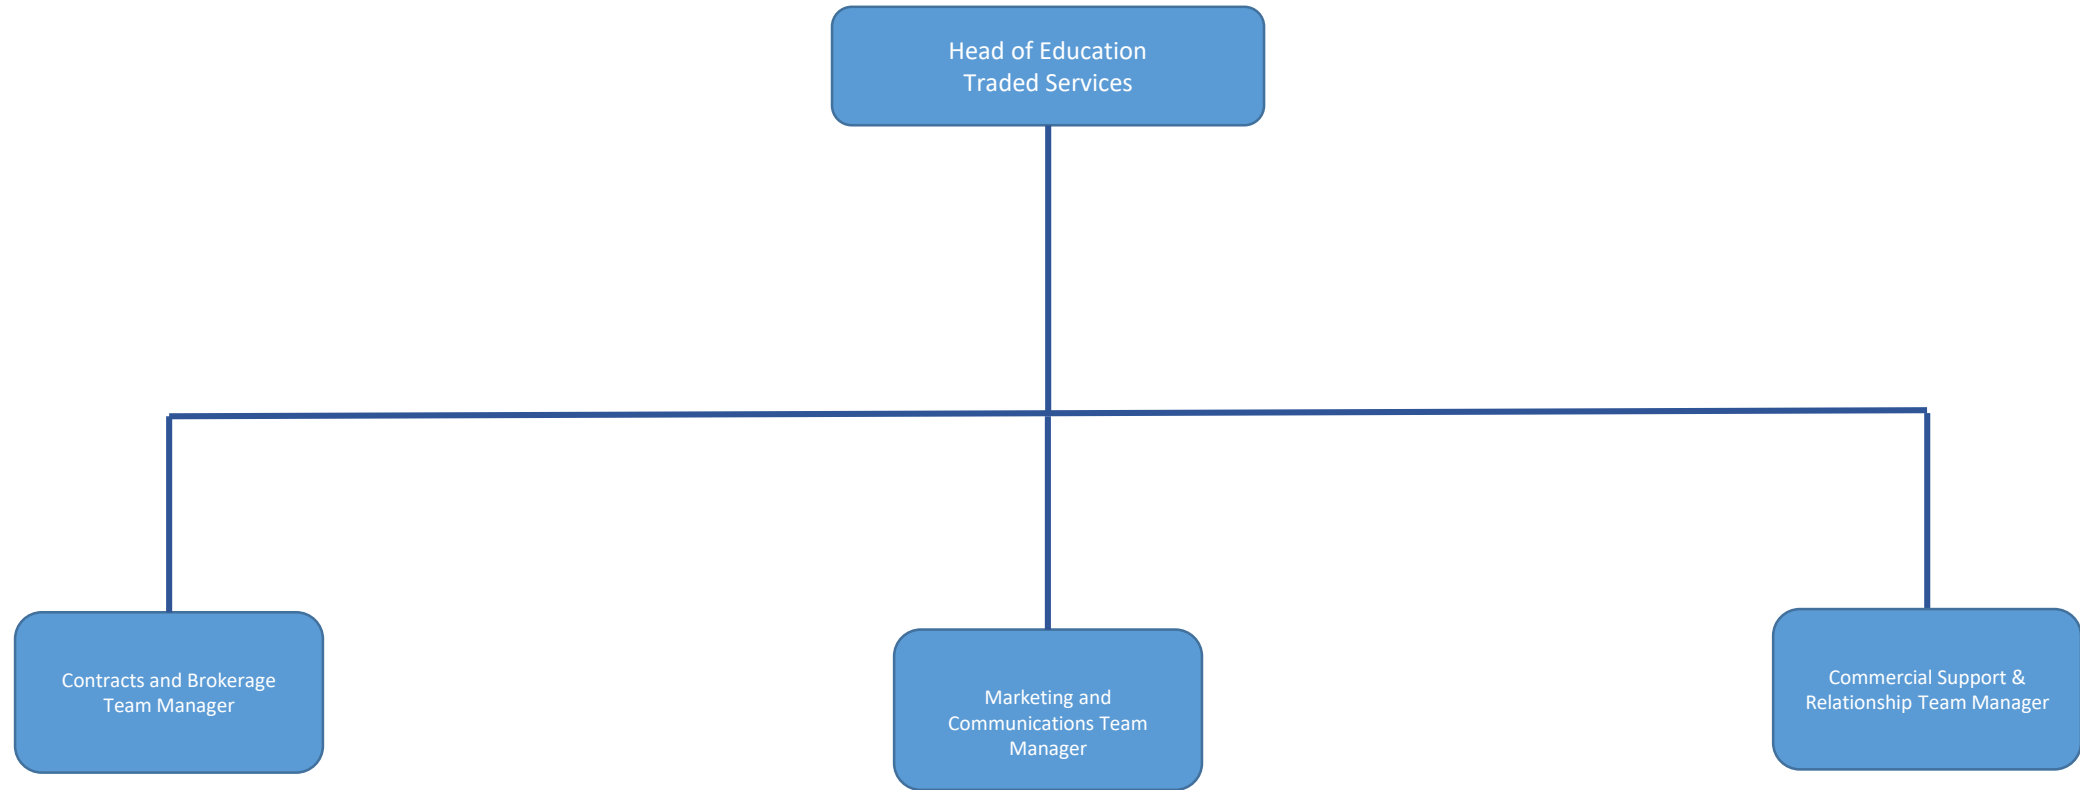 Head of Education
Traded Services
Contracts and Brokerage
Team Manager
Marketing and
Communications Team
Manager
Commercial Support &
Relationship Team Manager